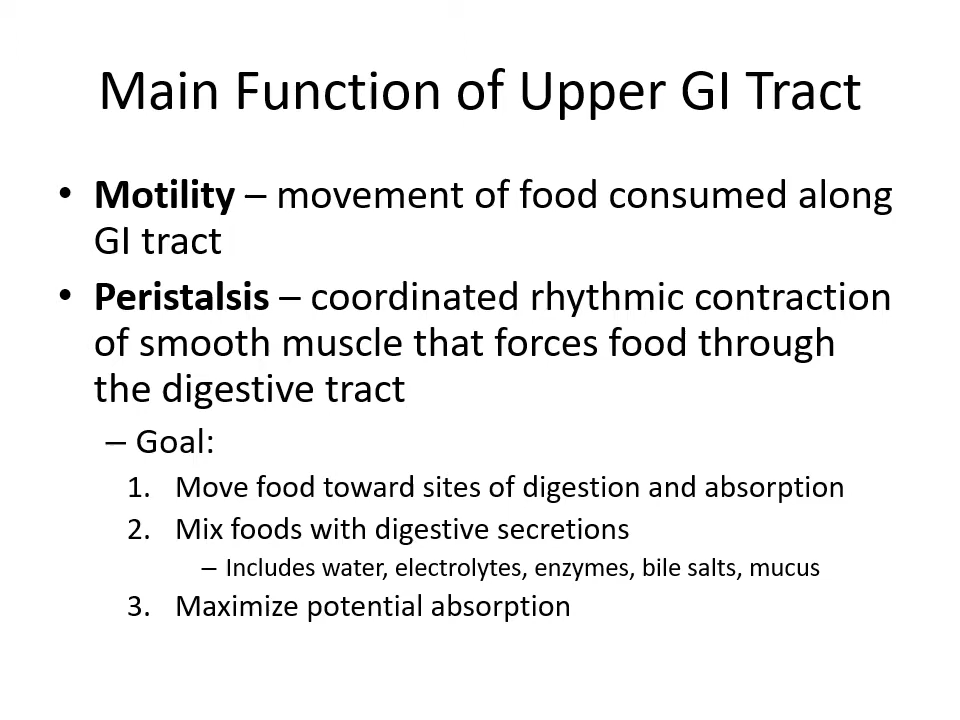 Main Function of Upper GI Tract
• Motility – movement of food consumed along
GI tract
• Peristalsis – coordinated rhythmic contraction
of smooth muscle that forces food through
the digestive tract
– Goal:
1. Move food toward sites of digestion and absorption
2. Mix foods with digestive secretions
– Includes water, electrolytes, enzymes, bile salts, mucus
3. Maximize potential absorption